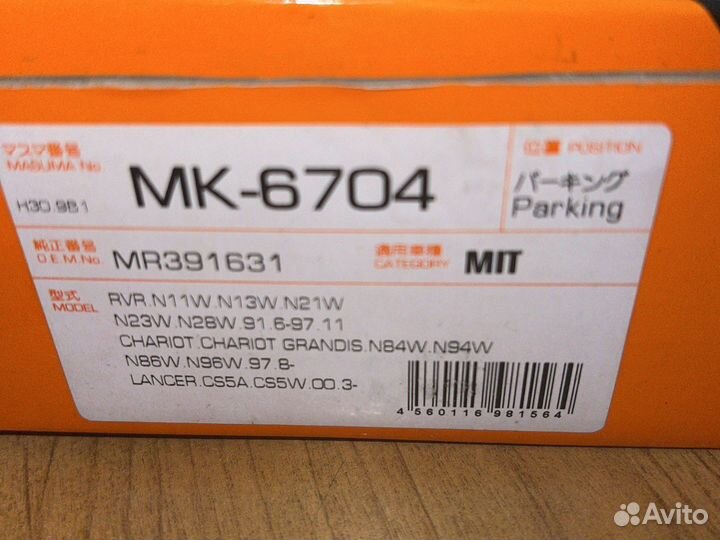 マスマ番号
MASUMA No.
MK-6704
H30.9B1
位置 POSITION
パーキング
Parking
純正番号
O.E.M.No.
MR391631
適用車種
CATEGORY
MIT
型式
MODEL
RVR.N11W.N13W.N21W
N23W.N28W.91.6-97.11
CHARIOT.CHARIOT GRANDIS.N84W.N94W
N86W.N96W.97.8-
LANCER.CS5A.CS5W.00.3-
4 560116 981564
Avito